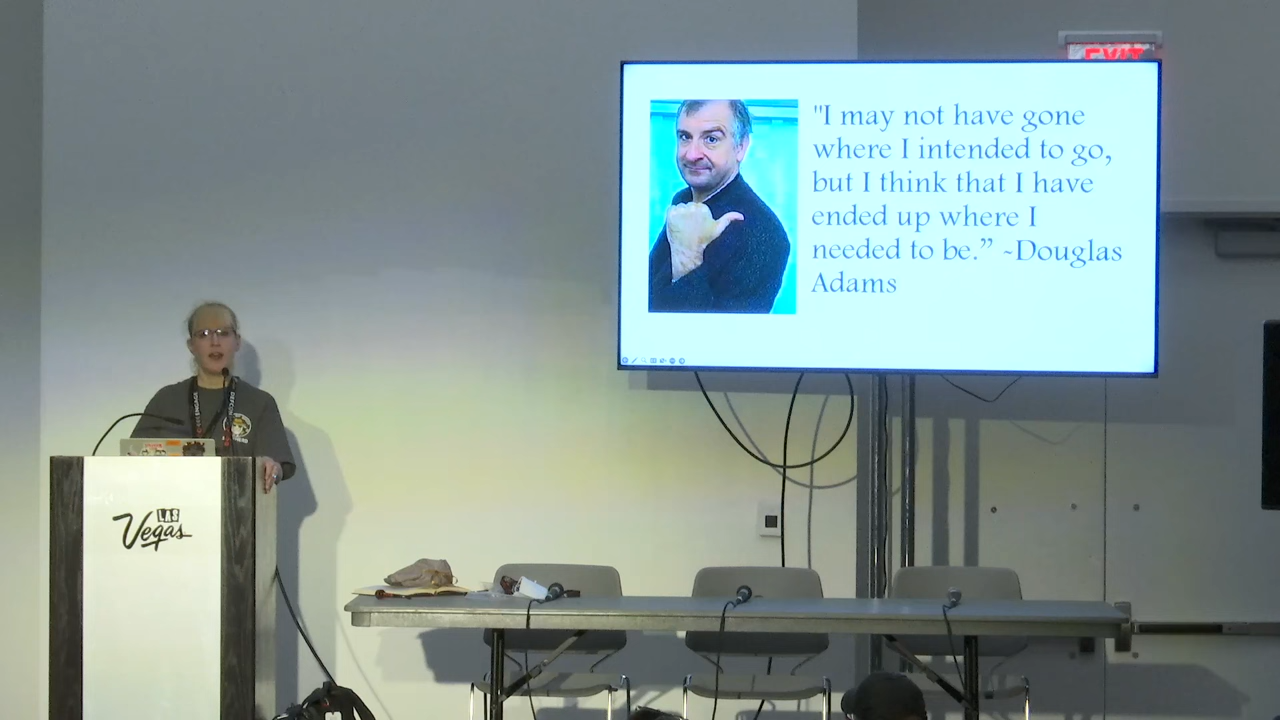 EXIT
"I may not have gone
where I intended to go,
but I think that I have
ended up where I
needed to be.” ~Douglas
Adams
LAS
Vegas